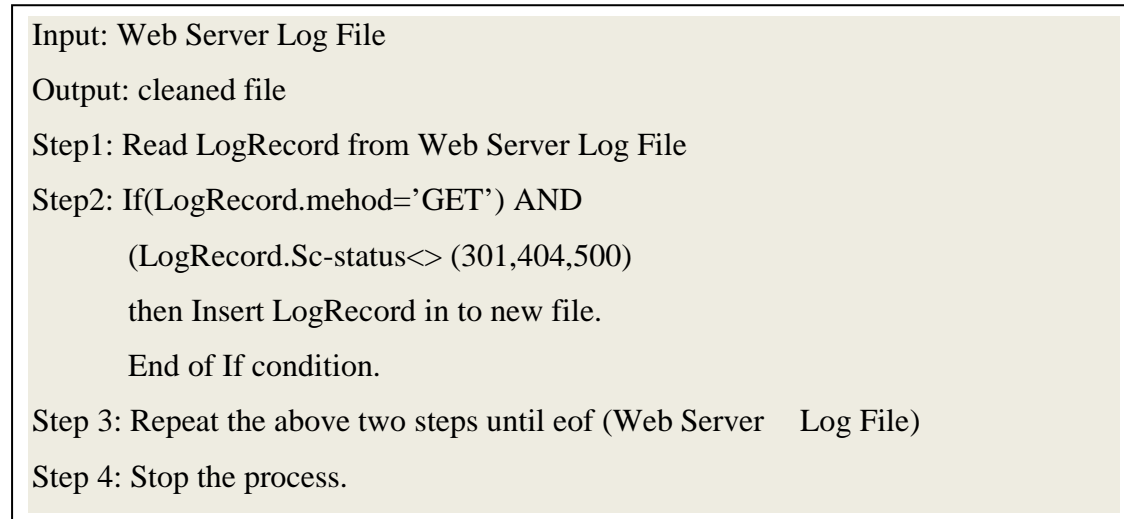 Input: Web Server Log File
Output: cleaned file
Step1: Read LogRecord from Web Server Log File
Step2: If(LogRecord.mehod=’GET’) AND
(LogRecord.Sc-status<> (301,404,500)
then Insert LogRecord in to new file.
End of If condition.
Step 3: Repeat the above two steps until eof (Web Server Log File)
Step 4: Stop the process.